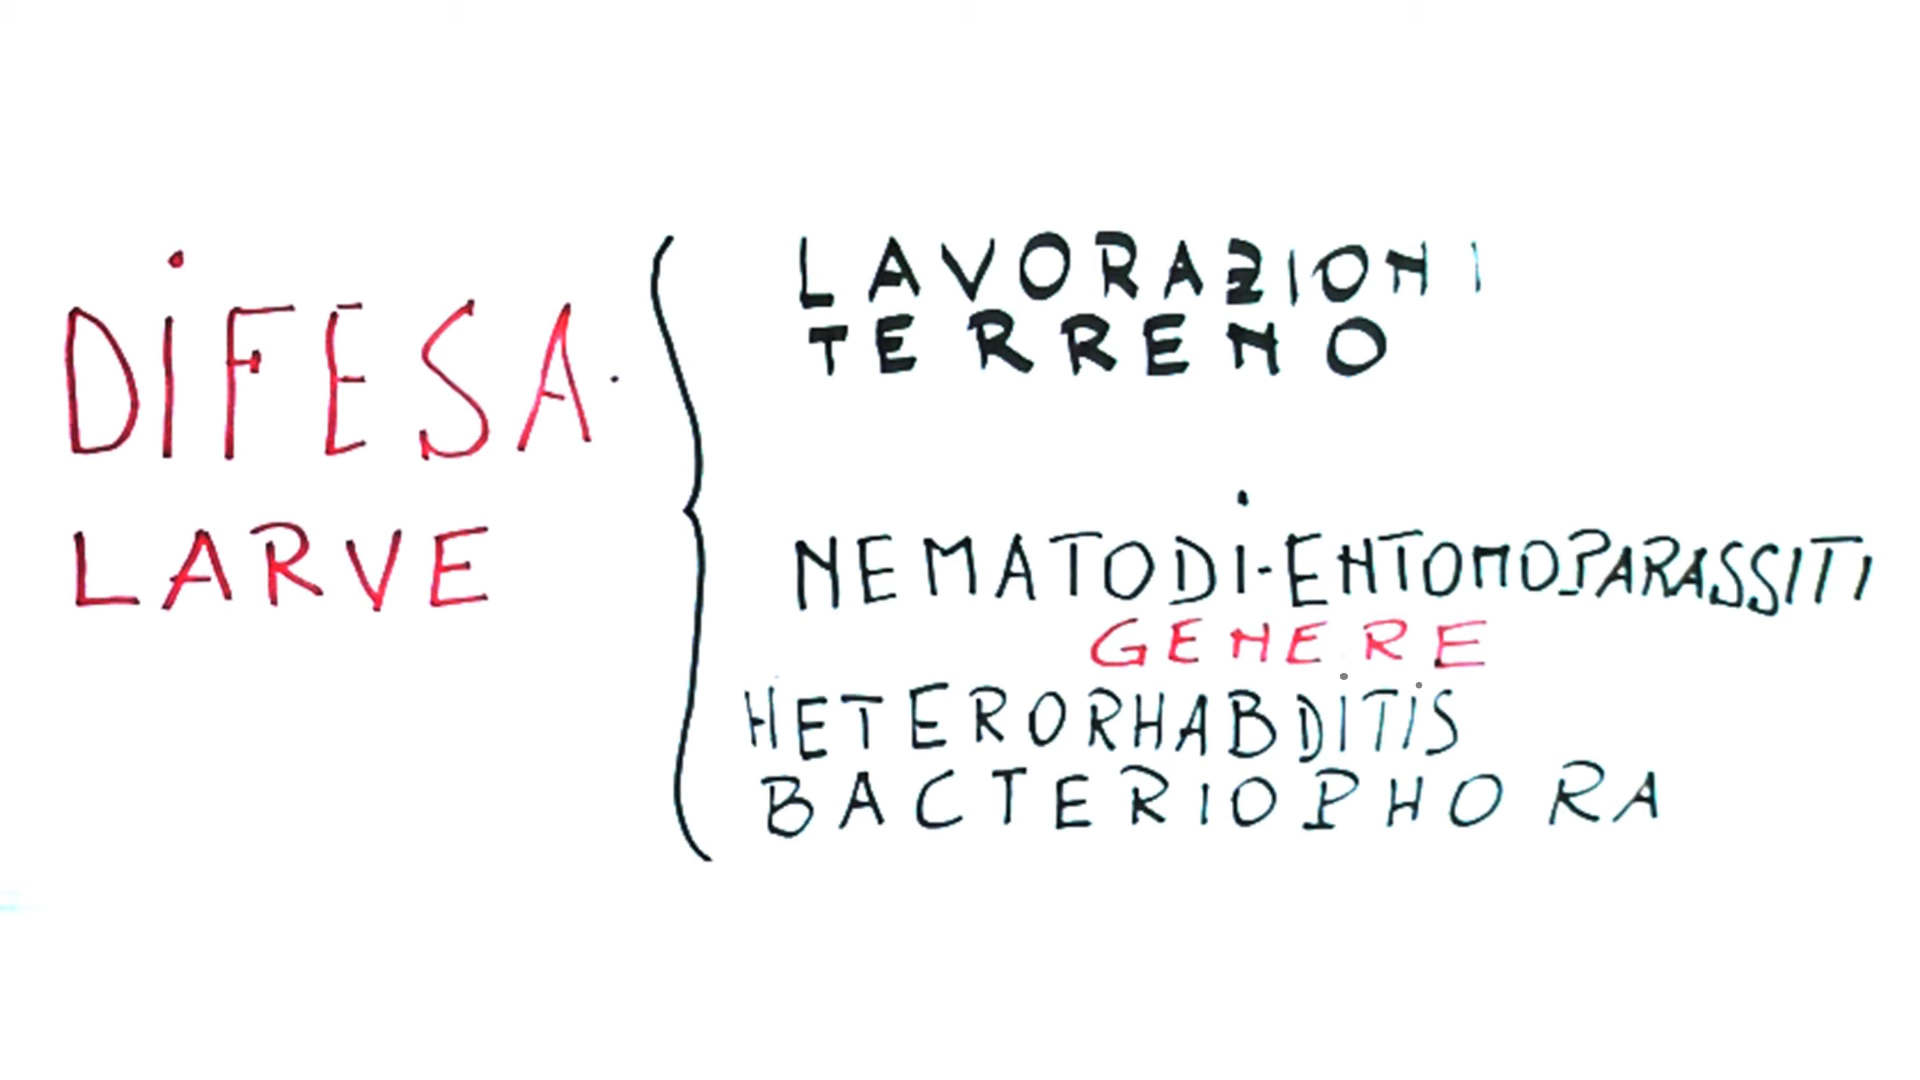 DIFESA
LARVE
LAVORAZIONI
TERRENO
NEMATODI-ENTOMOPARASSITI
GENERE
HETERORHABDITIS
BACTERIOPHORA